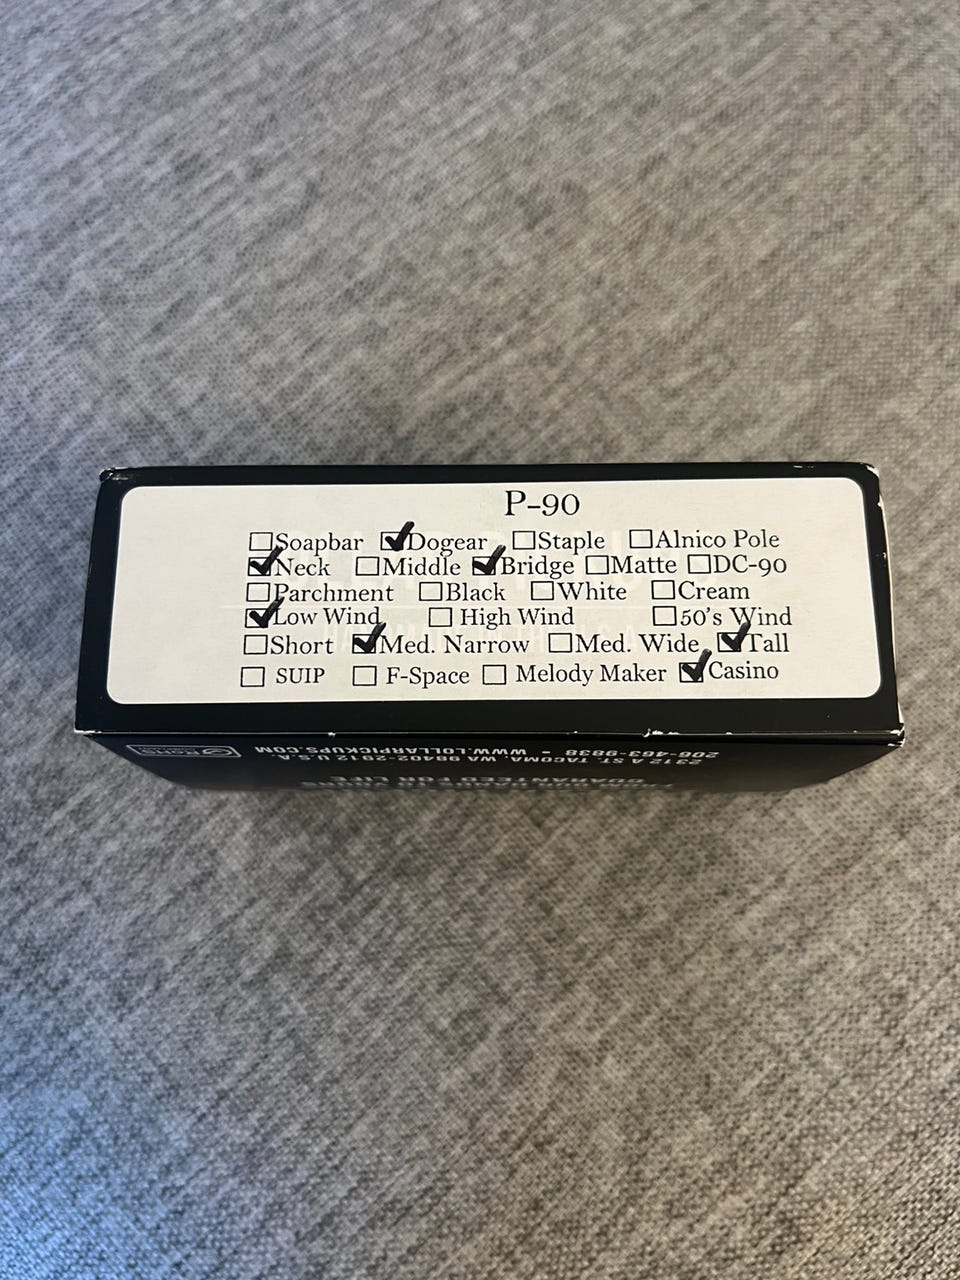 P-90
☐Soapbar ☑Dogear ☐Staple ☐Alnico Pole
☑Neck ☐Middle ☑Bridge ☐Matte ☐DC-90
☐Parchment ☐Black ☐White ☐Cream
☑Low Wind ☐High Wind ☐50's Wind
☐Short ☑Med. Narrow ☐Med. Wide ☑Tall
☐ SUIP ☐ F-Space ☐ Melody Maker ☑Casino
GUARANTEED FOR LIFE
2312 A ST. TACOMA, WA 98402-2912 U.S.A.
206-463-9838 • WWW.LOLLARPICKUPS.COM
RoHS